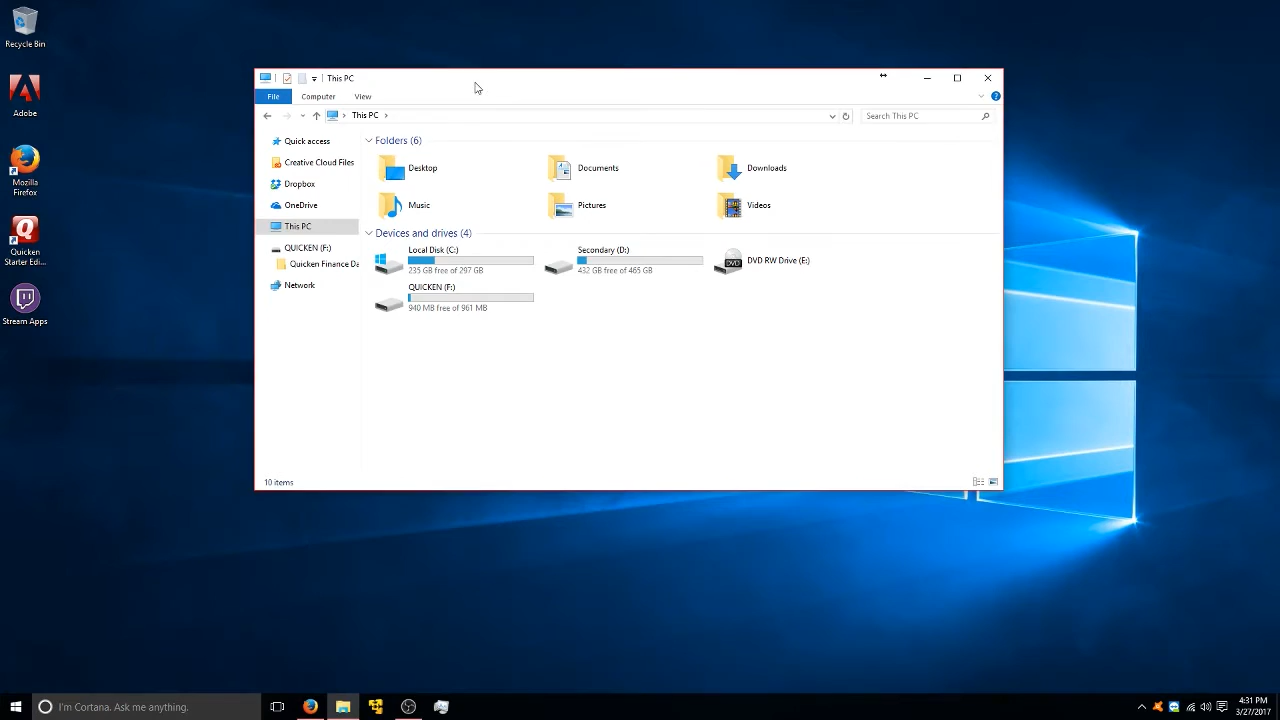 Recycle Bin
Adobe
Mozilla
Firefox
Quicken
Starter Edi...
Stream Apps
This PC
File Computer View
This PC
Search This PC
Quick access
Creative Cloud Files
Dropbox
OneDrive
This PC
QUICKEN (F:)
Quicken Finance Da
Network
Folders (6)
Desktop
Documents
Downloads
Music
Pictures
Videos
Devices and drives (4)
Local Disk (C:)
235 GB free of 297 GB
Secondary (D:)
432 GB free of 465 GB
DVD
DVD RW Drive (E:)
QUICKEN (F:)
940 MB free of 961 MB
10 items
I'm Cortana. Ask me anything.
4:31 PM
3/27/2017